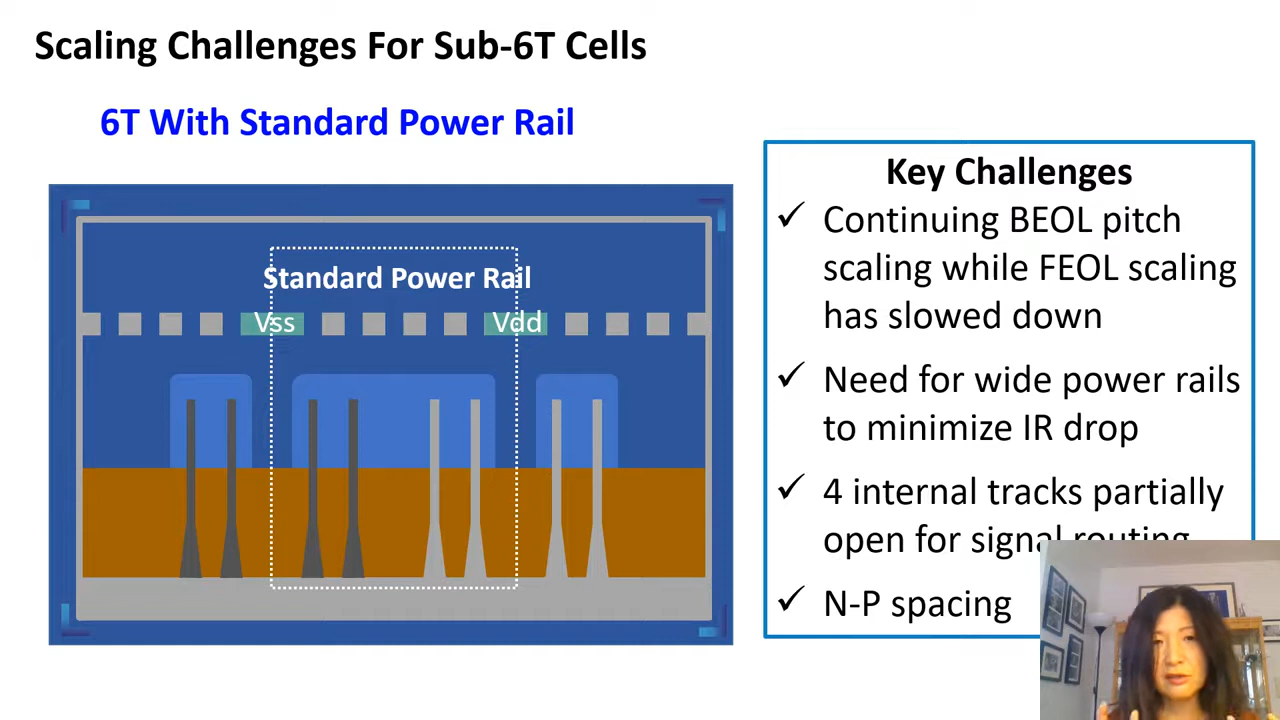 Scaling Challenges For Sub-6T Cells
6T With Standard Power Rail
Standard Power Rail
Vss
Vdd
Key Challenges
✓ Continuing BEOL pitch
scaling while FEOL scaling
has slowed down
✓ Need for wide power rails
to minimize IR drop
✓ 4 internal tracks partially
open for signal routing
✓ N-P spacing